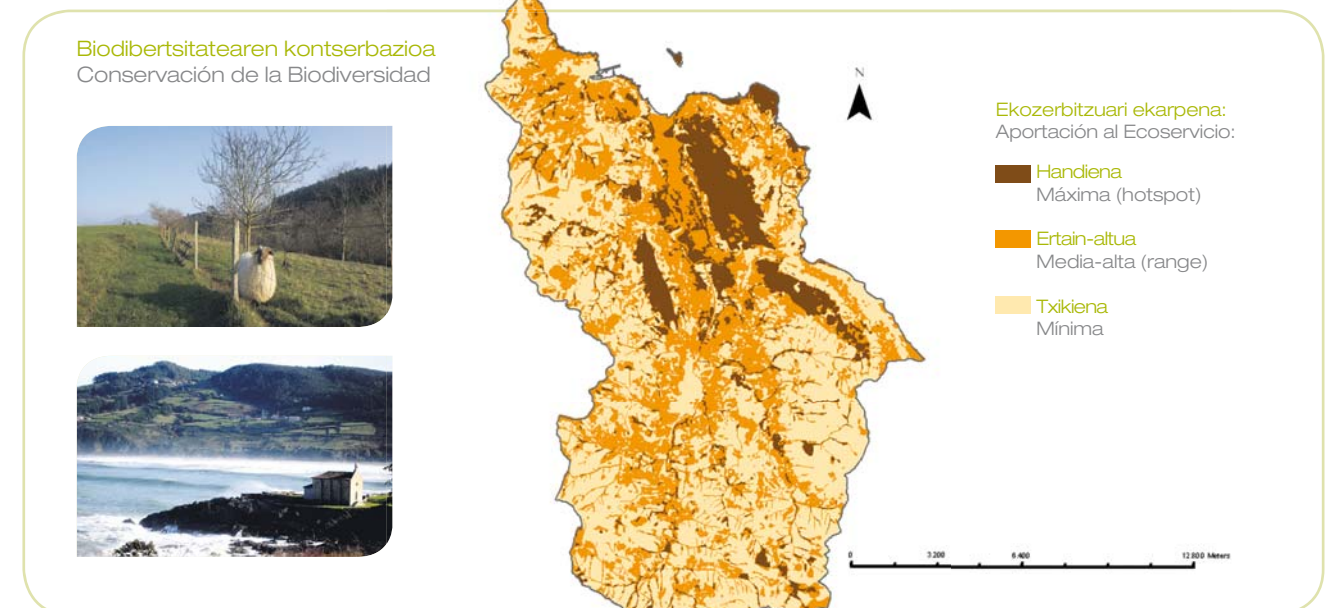 Biodibertsitatearen kontserbazioa
Conservación de la Biodiversidad
N
Ekozerbitzuari ekarpena:
Aportación al Ecoservicio:
Handiena
Máxima (hotspot)
Ertain-altua
Media-alta (range)
Txikiena
Mínima
0 3.200 6.400 12.800 Meters